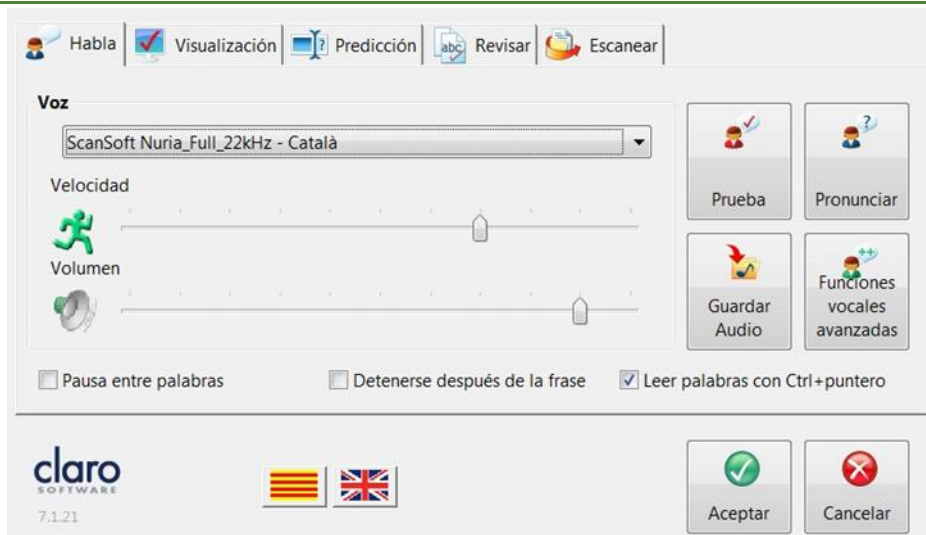 Habla Visualización Predicción Revisar Escanear
Voz
ScanSoft Nuria_Full_22kHz - Català
Velocidad
Volumen
Prueba
Pronunciar
Guardar
Audio
Funciones
vocales
avanzadas
Pausa entre palabras
Detenerse después de la frase
Leer palabras con Ctrl+puntero
claro
SOFTWARE
7.1.21
Aceptar
Cancelar